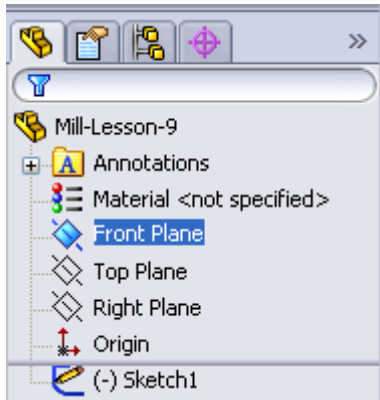 »
Mill-Lesson-9
A Annotations
Material <not specified>
Front Plane
Top Plane
Right Plane
Origin
(-) Sketch1